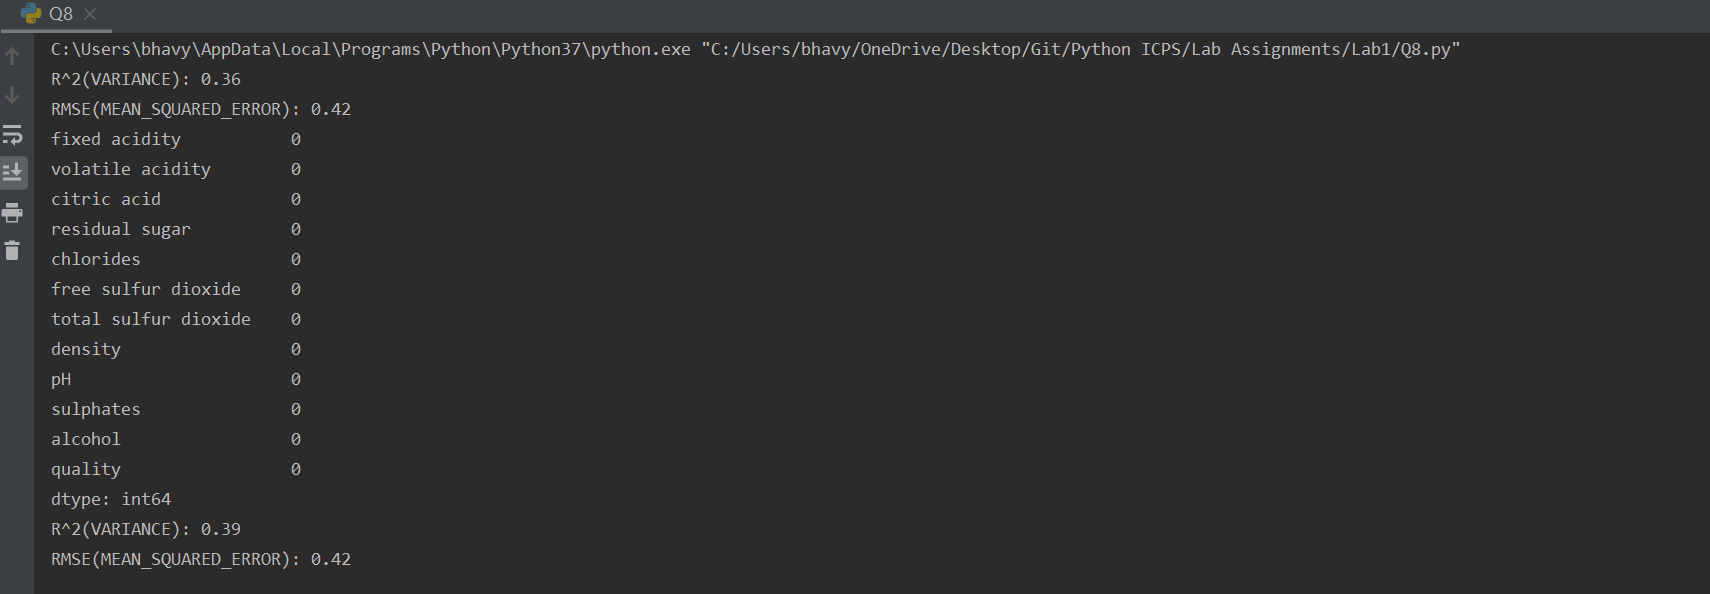 Q8
C:\Users\bhavy\AppData\Local\Programs\Python\Python37\python.exe "C:/Users/bhavy/OneDrive/Desktop/Git/Python ICPS/Lab Assignments/Lab1/Q8.py"
R^2(VARIANCE): 0.36
RMSE(MEAN_SQUARED_ERROR): 0.42
fixed acidity           0
volatile acidity        0
citric acid             0
residual sugar          0
chlorides               0
free sulfur dioxide     0
total sulfur dioxide    0
density                 0
pH                      0
sulphates               0
alcohol                 0
quality                 0
dtype: int64
R^2(VARIANCE): 0.39
RMSE(MEAN_SQUARED_ERROR): 0.42